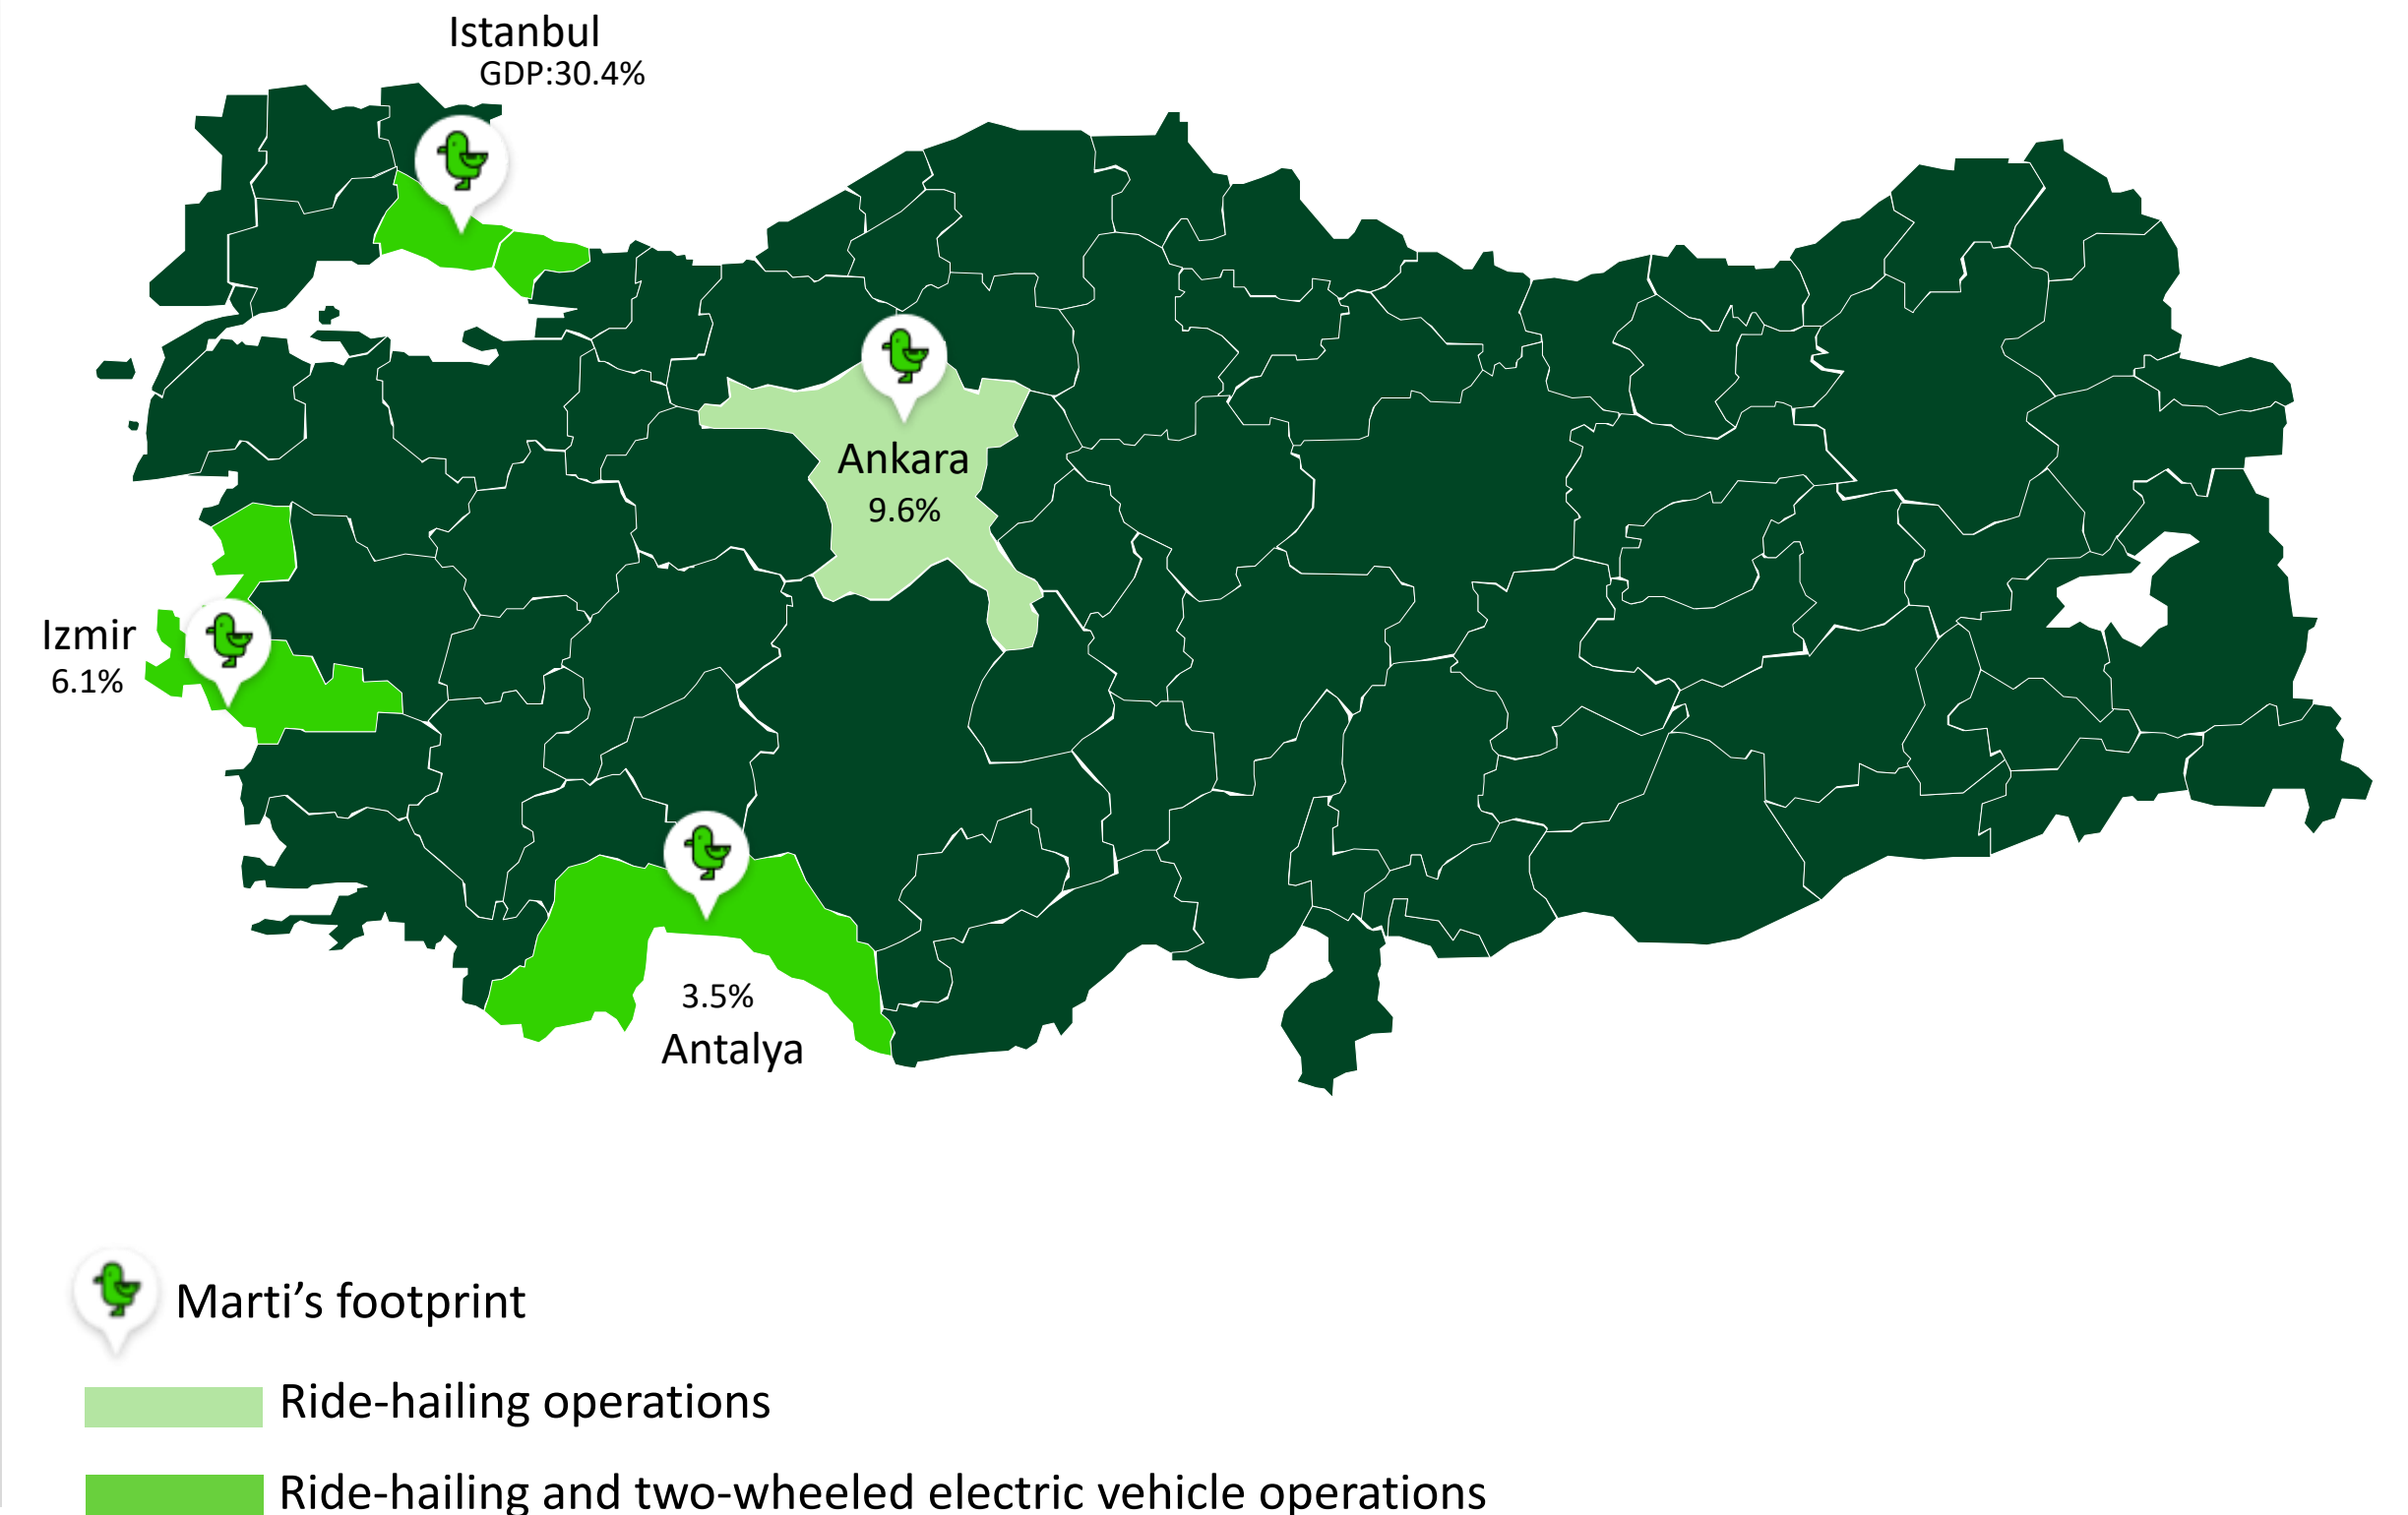 Istanbul
GDP:30.4%
Ankara
9.6%
Izmir
6.1%
3.5%
Antalya
Marti’s footprint
Ride-hailing operations
Ride-hailing and two-wheeled electric vehicle operations